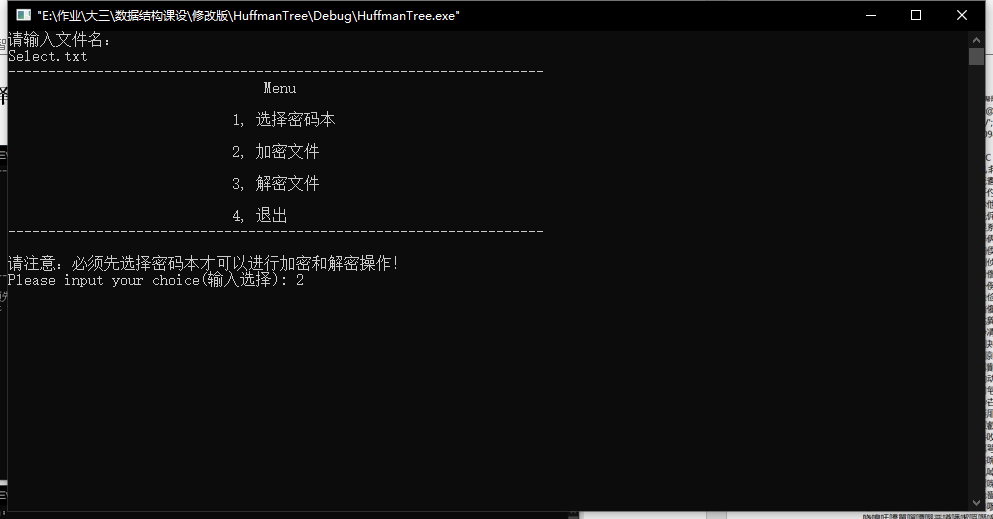 "E:\作业\大三\数据结构课设\修改版\HuffmanTree\Debug\HuffmanTree.exe"
请输入文件名：
Select.txt
-------------------------------------------------------------------
Menu
1, 选择密码本
2, 加密文件
3, 解密文件
4, 退出
-------------------------------------------------------------------
请注意：必须先选择密码本才可以进行加密和解密操作！
Please input your choice(输入选择): 2